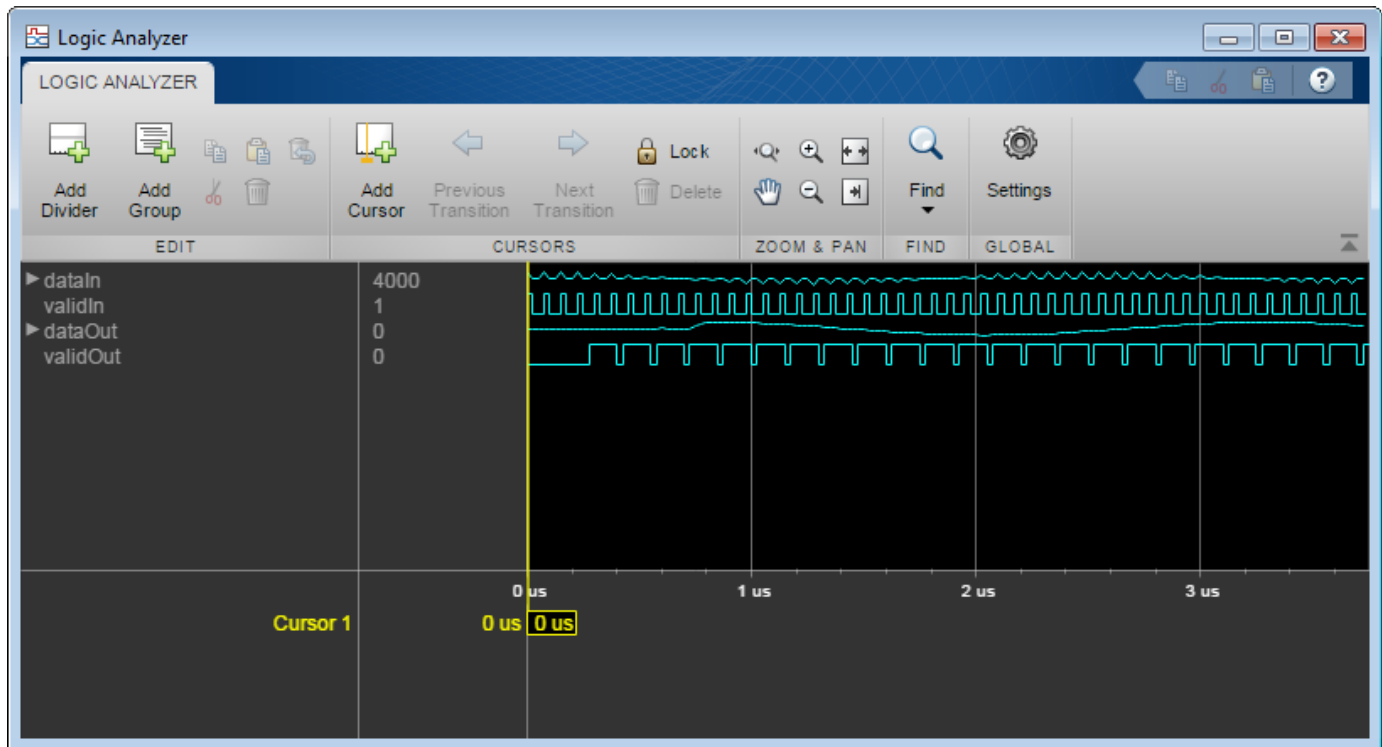 Logic Analyzer
LOGIC ANALYZER
Add Divider
Add Group
Add Cursor
Previous Transition
Next Transition
Lock
Delete
Find
Settings
EDIT
CURSORS
ZOOM & PAN
FIND
GLOBAL
dataIn 4000
validIn 1
dataOut 0
validOut 0
0 us 1 us 2 us 3 us
Cursor 1 0 us 0 us